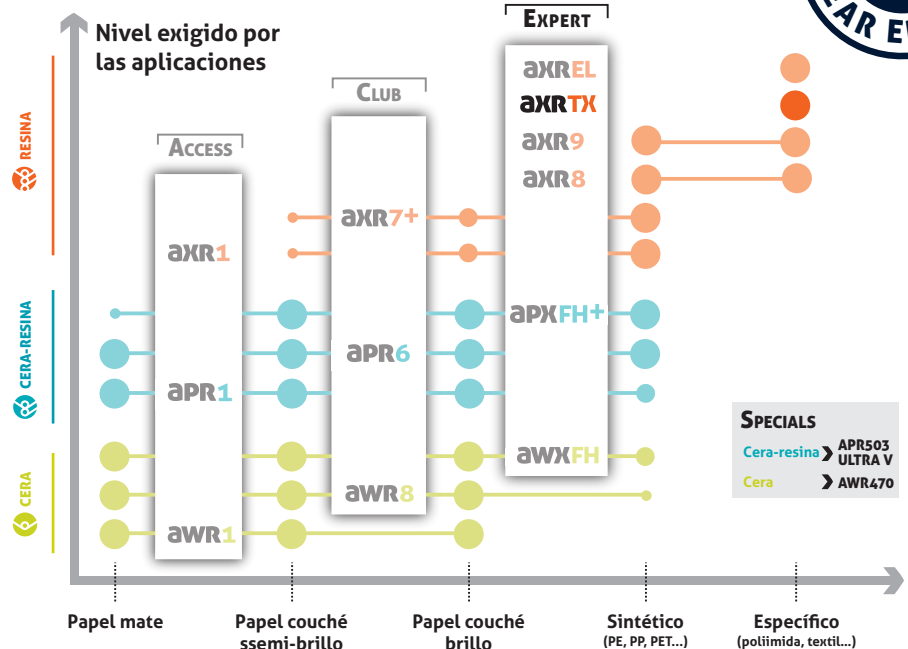 EAR EV
Nivel exigido por
las aplicaciones
EXPERT
CLUB
ACCESS
RESINA
CERA-RESINA
CERA
aXREL
aXRTX
aXR9
aXR8
aXR7+
aXR1
aPXFH+
aPR6
aPR1
aWXFH
aWR8
aWR1
SPECIALS
Cera-resina APR503
ULTRA V
Cera AWR470
Papel mate
Papel couché
ssemi-brillo
Papel couché
brillo
Sintético
(PE, PP, PET...)
Específico
(poliimida, textil...)